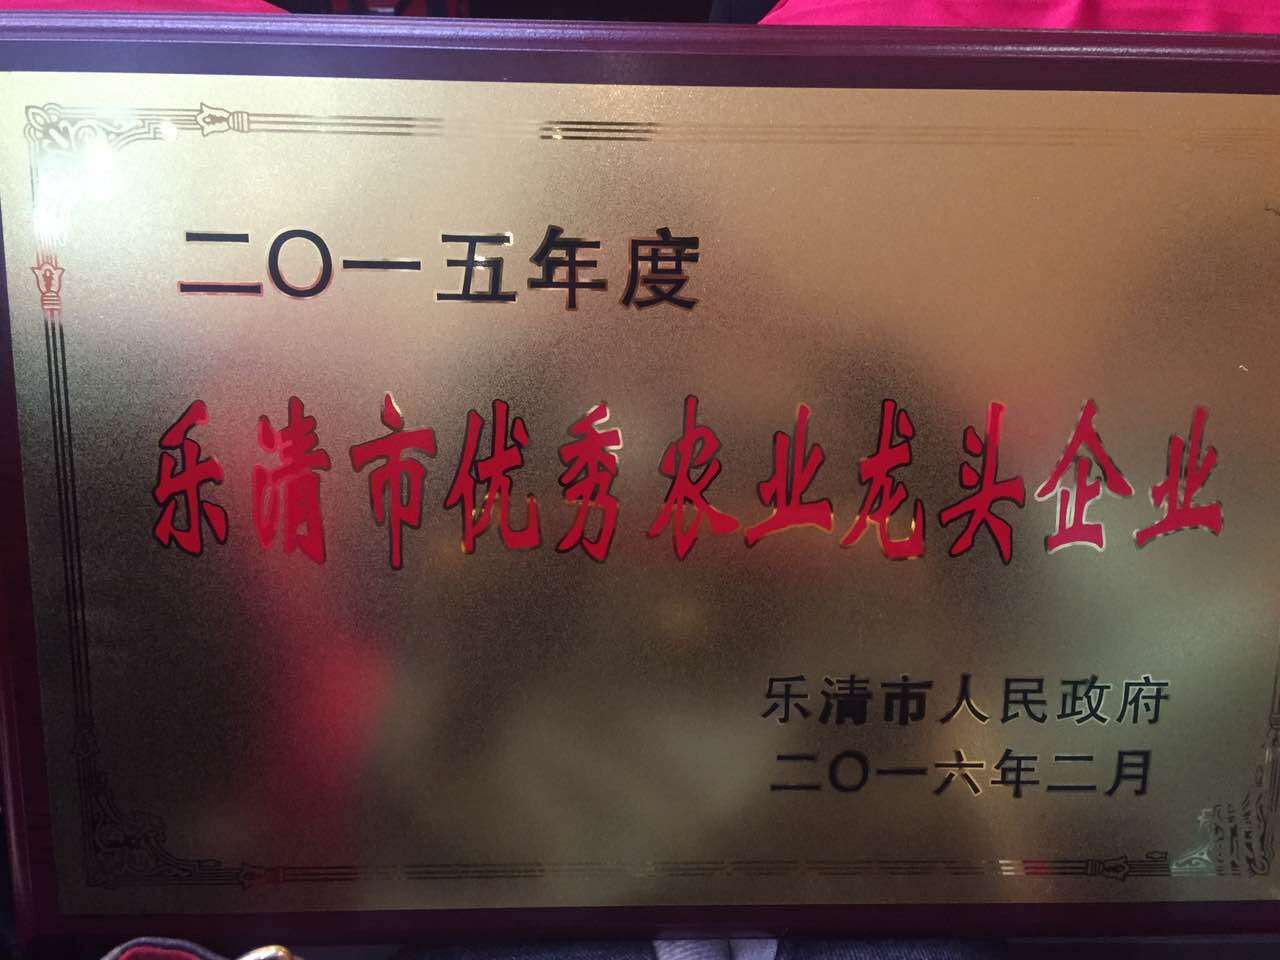 二〇一五年度
乐清市优秀农业龙头企业
乐清市人民政府
二〇一六年二月